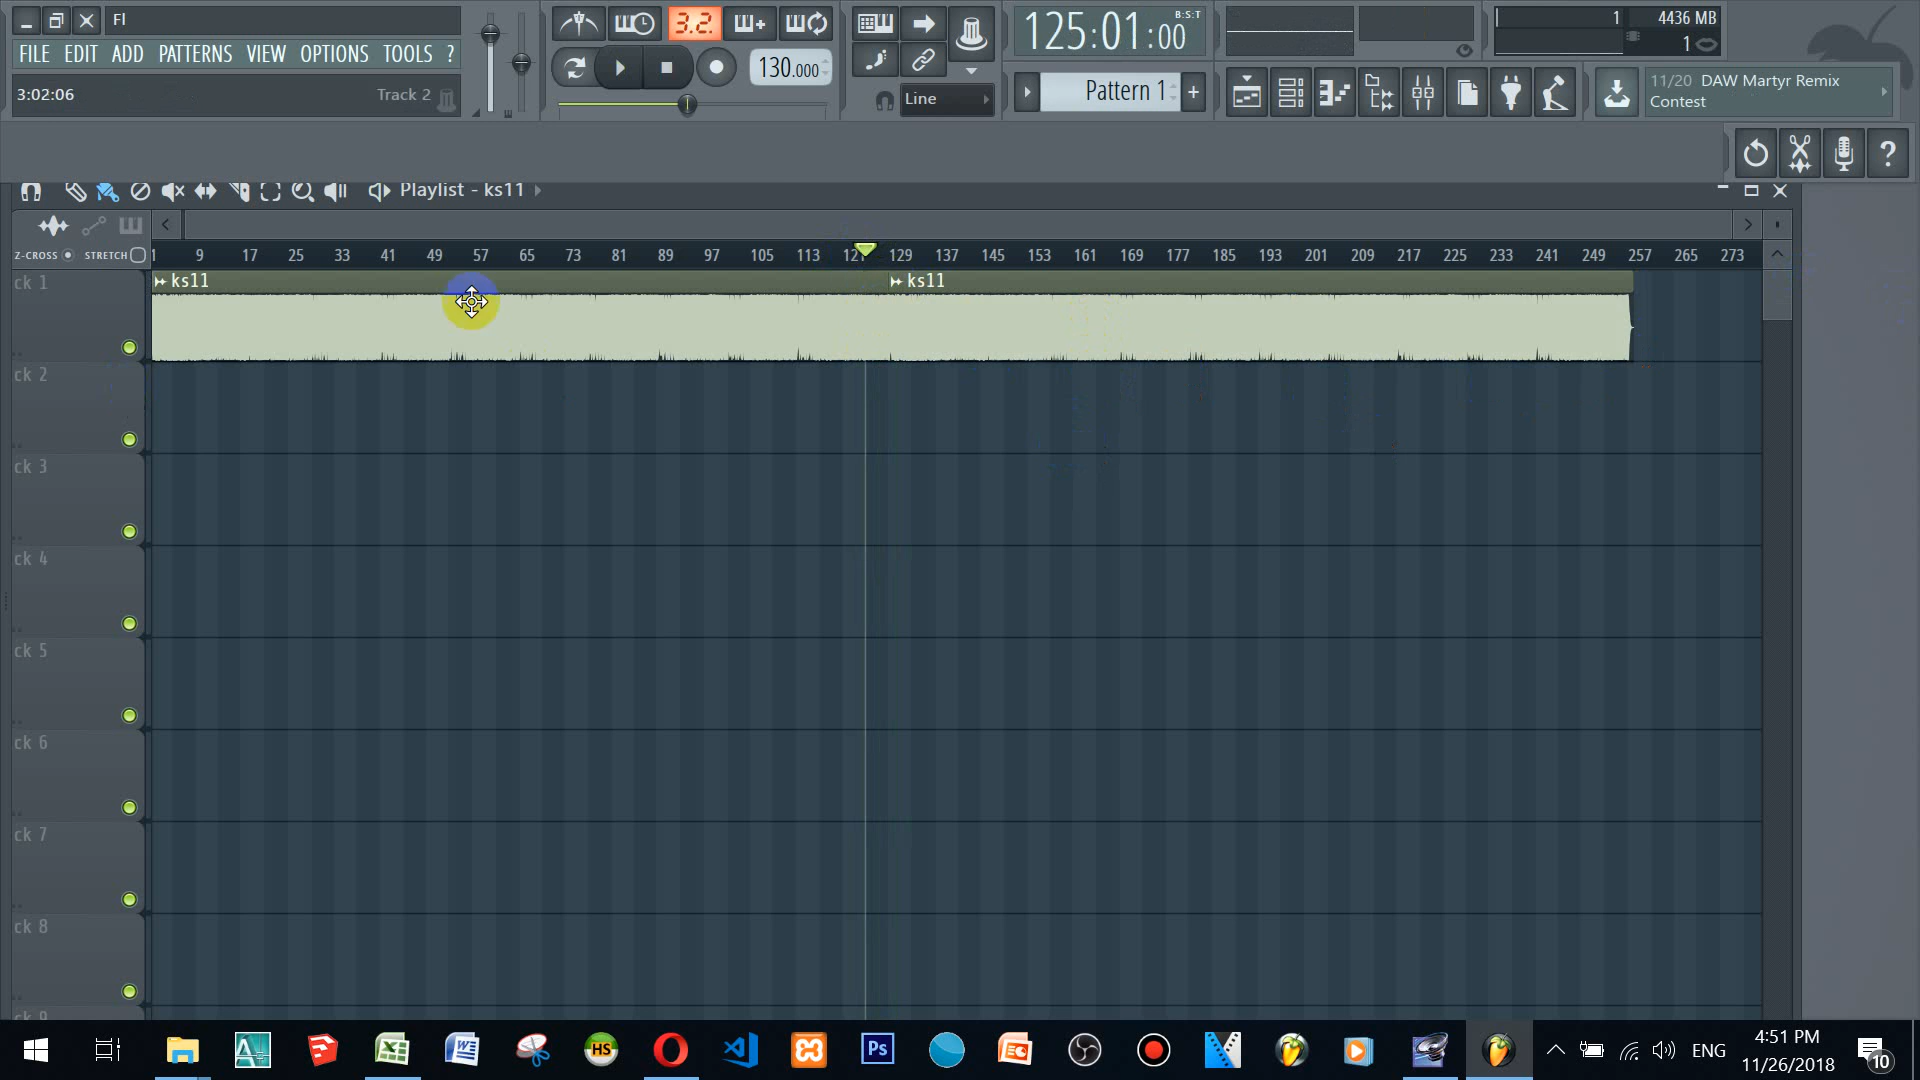 Fl
FILE EDIT ADD PATTERNS VIEW OPTIONS TOOLS ?
3:02:06 Track 2
3.2.
130.000
Line
125:01:00 B:S:T
Pattern 1 +
1 4436 MB
1
11/20 DAW Martyr Remix
Contest
?
Playlist - ks11
Z-CROSS STRETCH
1 9 17 25 33 41 49 57 65 73 81 89 97 105 113 121 129 137 145 153 161 169 177 185 193 201 209 217 225 233 241 249 257 265 273
ck 1 ks11 ks11
ck 2
ck 3
ck 4
ck 5
ck 6
ck 7
ck 8
ck 9
HS
Ps
ENG
4:51 PM
11/26/2018
10